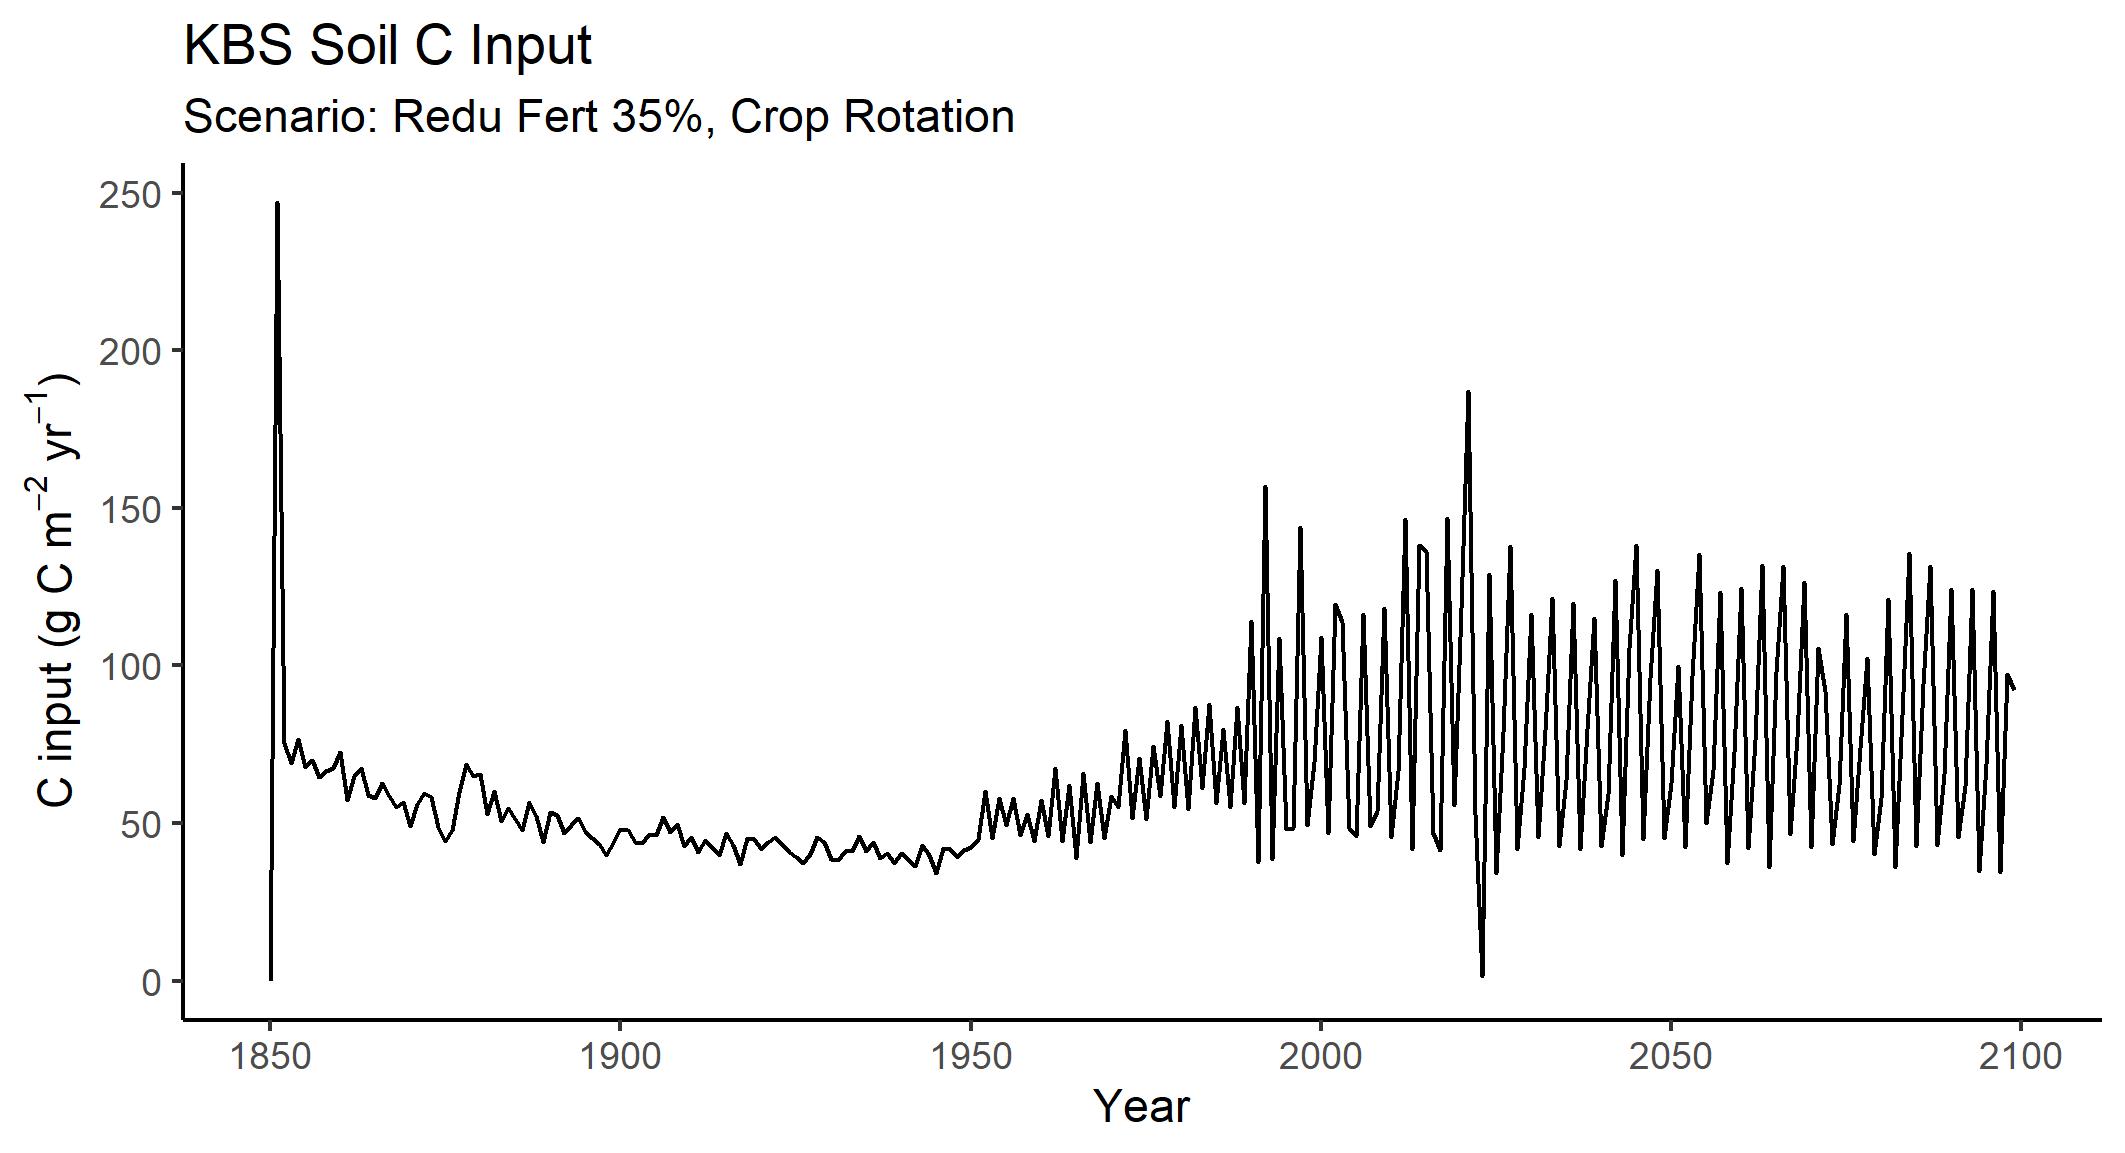 KBS Soil C Input
Scenario: Redu Fert 35%, Crop Rotation
C input (g C m⁻² yr⁻¹)
250
200
150
100
50
0
1850 1900 1950 2000 2050 2100
Year